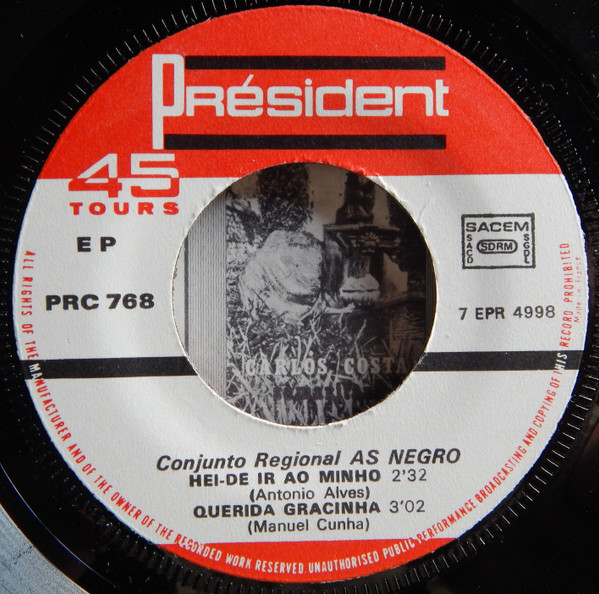 Président
45
TOURS
EP
PRC 768
SACEM
SACD
SDRM
SGDL
7 EPR 4998
CARLOS COSTA
Conjunto Regional AS NEGRO
HEI-DE IR AO MINHO 2'32
(Antonio Alves)
QUERIDA GRACINHA 3'02
(Manuel Cunha)
ALL RIGHTS OF THE MANUFACTURER AND OF THE OWNER OF THE RECORDED WORK RESERVED. UNAUTHORISED PUBLIC PERFORMANCE BROADCASTING AND COPYING OF THIS RECORD PROHIBITED
Made in France